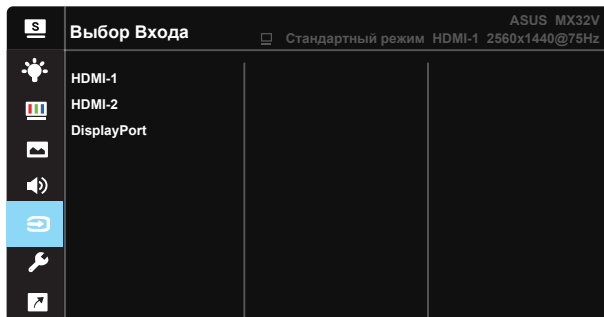 S
Выбор Входа
ASUS MX32V
Стандартный режим HDMI-1 2560x1440@75Hz
HDMI-1
HDMI-2
DisplayPort